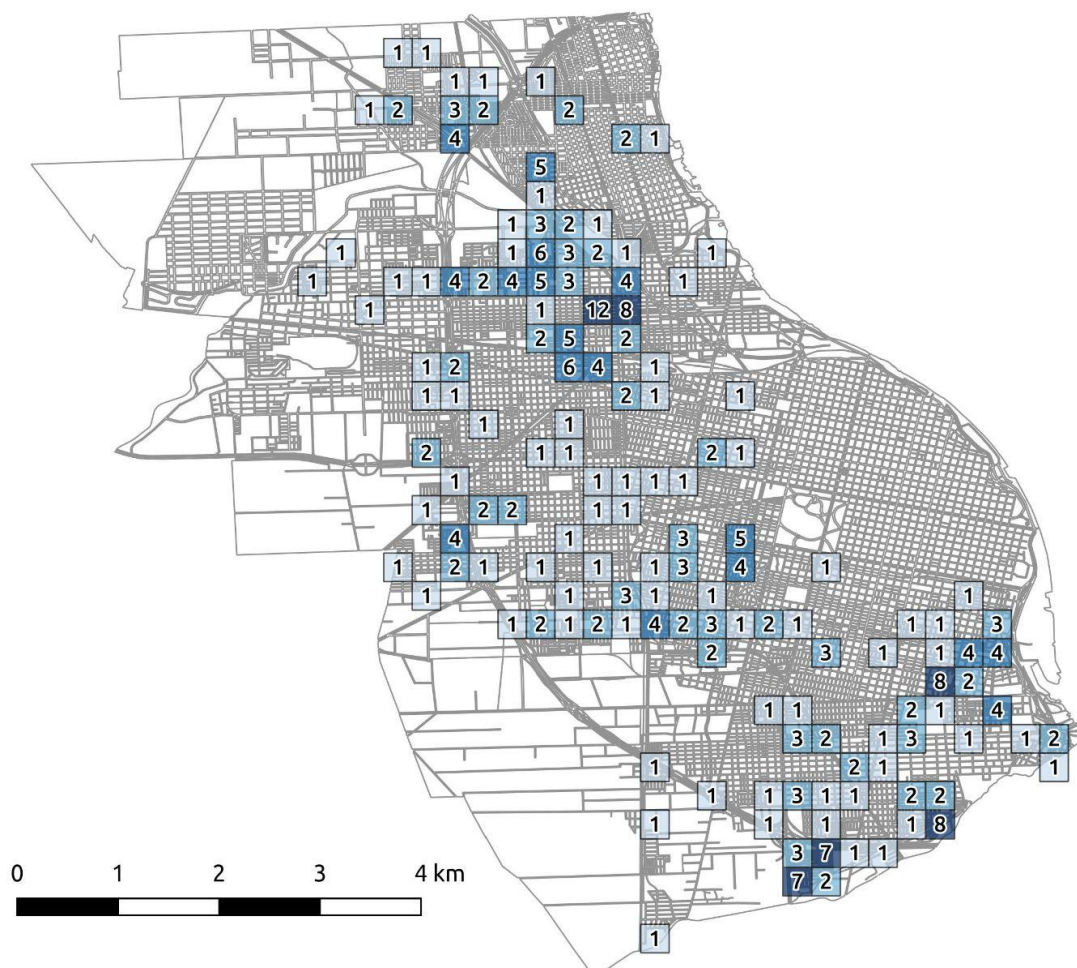 1 1
1 1 1
1 2 3 2 2
4 2 1
5
1
1 3 2 1
1 1 6 3 2 1 1
1 1 1 4 2 4 5 3 4 1
1 1 12 8
2 5 2
1 2 6 4 1
1 1 2 1 1
1 1
2 1 1 2 1
1 1 1 1 1
1 2 2 1 1
4 1 3 5
1 2 1 1 1 1 3 4 1
1 1 3 1 1 1
1 2 1 2 1 4 2 3 1 2 1 1 1 3
2 3 1 1 4 4
8 2
1 1 2 1 4
3 2 1 3 1 1 2
1 2 1 1
1 1 3 1 1 2 2
1 1 1 1 8
3 7 1 1
0 1 2 3 4 km
7 2
1